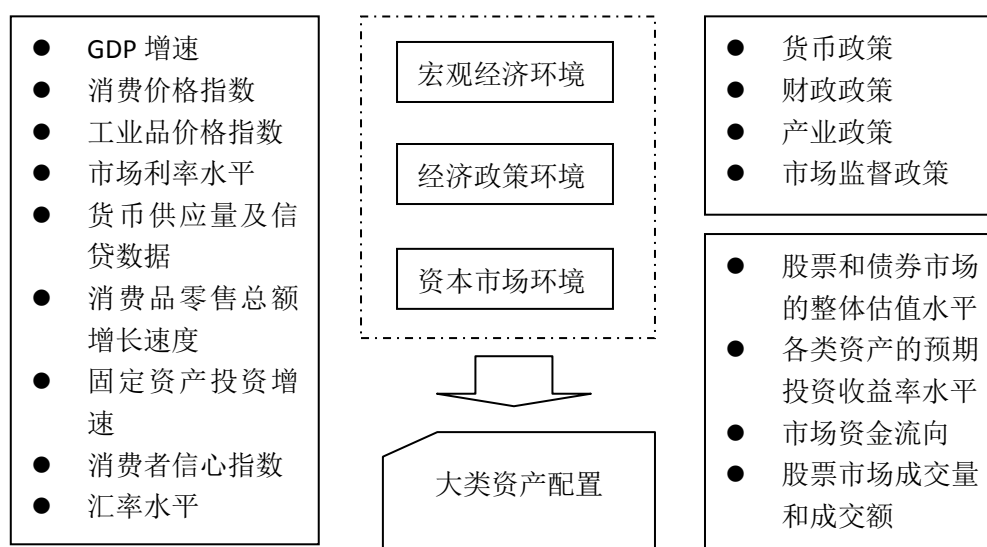 ● GDP 增速
● 消费价格指数
● 工业品价格指数
● 市场利率水平
● 货币供应量及信
贷数据
● 消费品零售总额
增长速度
● 固定资产投资增
速
● 消费者信心指数
● 汇率水平
宏观经济环境
经济政策环境
资本市场环境
大类资产配置
● 货币政策
● 财政政策
● 产业政策
● 市场监督政策
● 股票和债券市场
的整体估值水平
● 各类资产的预期
投资收益率水平
● 市场资金流向
● 股票市场成交量
和成交额